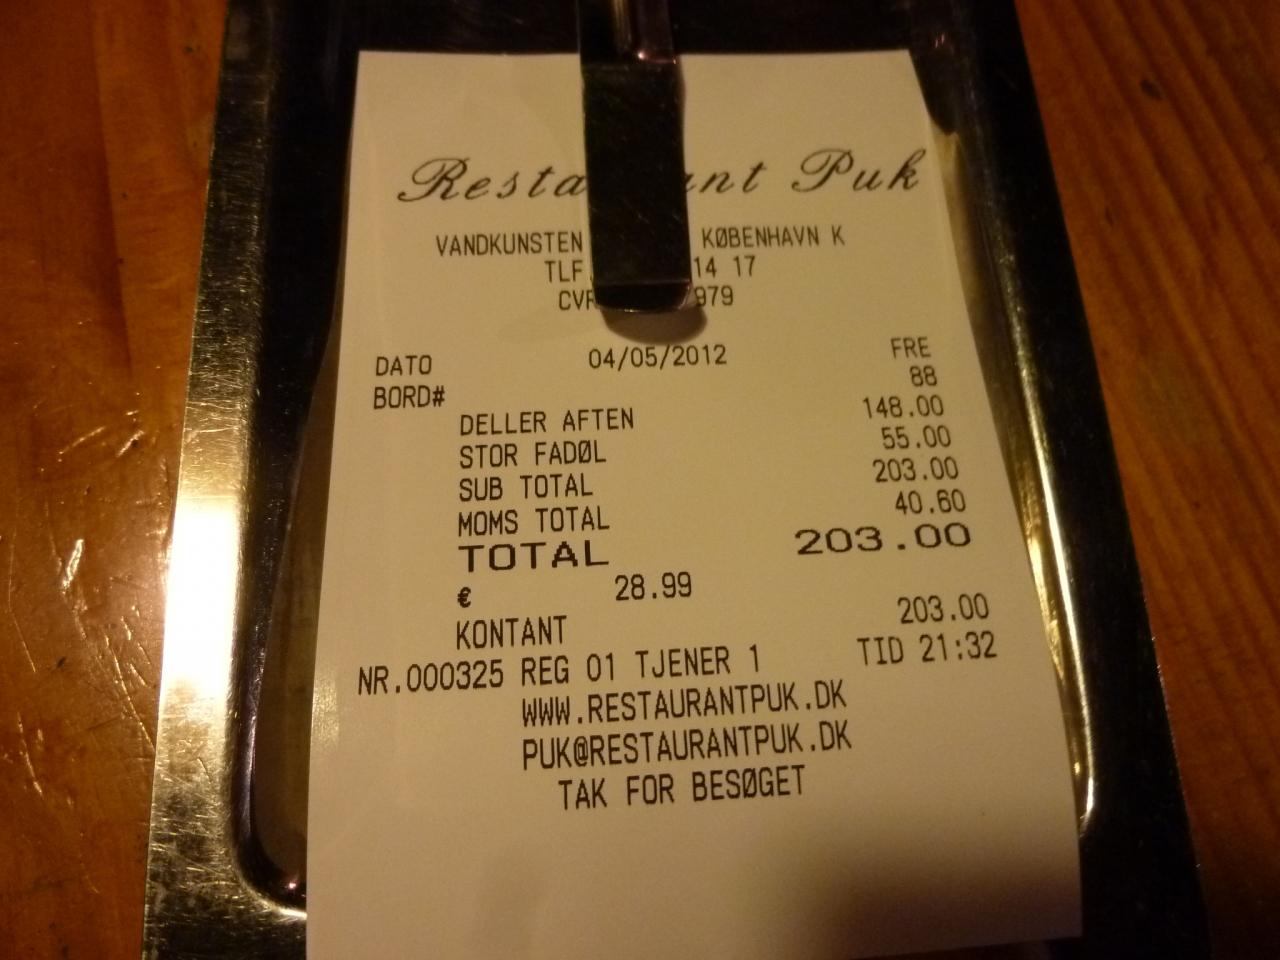 Restaurant Puk
VANDKUNSTEN KØBENHAVN K
TLF. 14 17
CVR 979
DATO 04/05/2012 FRE
BORD# 88
DELLER AFTEN 148.00
STOR FADØL 55.00
SUB TOTAL 203.00
MOMS TOTAL 40.60
TOTAL 203.00
€ 28.99
KONTANT 203.00
NR.000325 REG 01 TJENER 1 TID 21:32
WWW.RESTAURANTPUK.DK
PUK@RESTAURANTPUK.DK
TAK FOR BESØGET